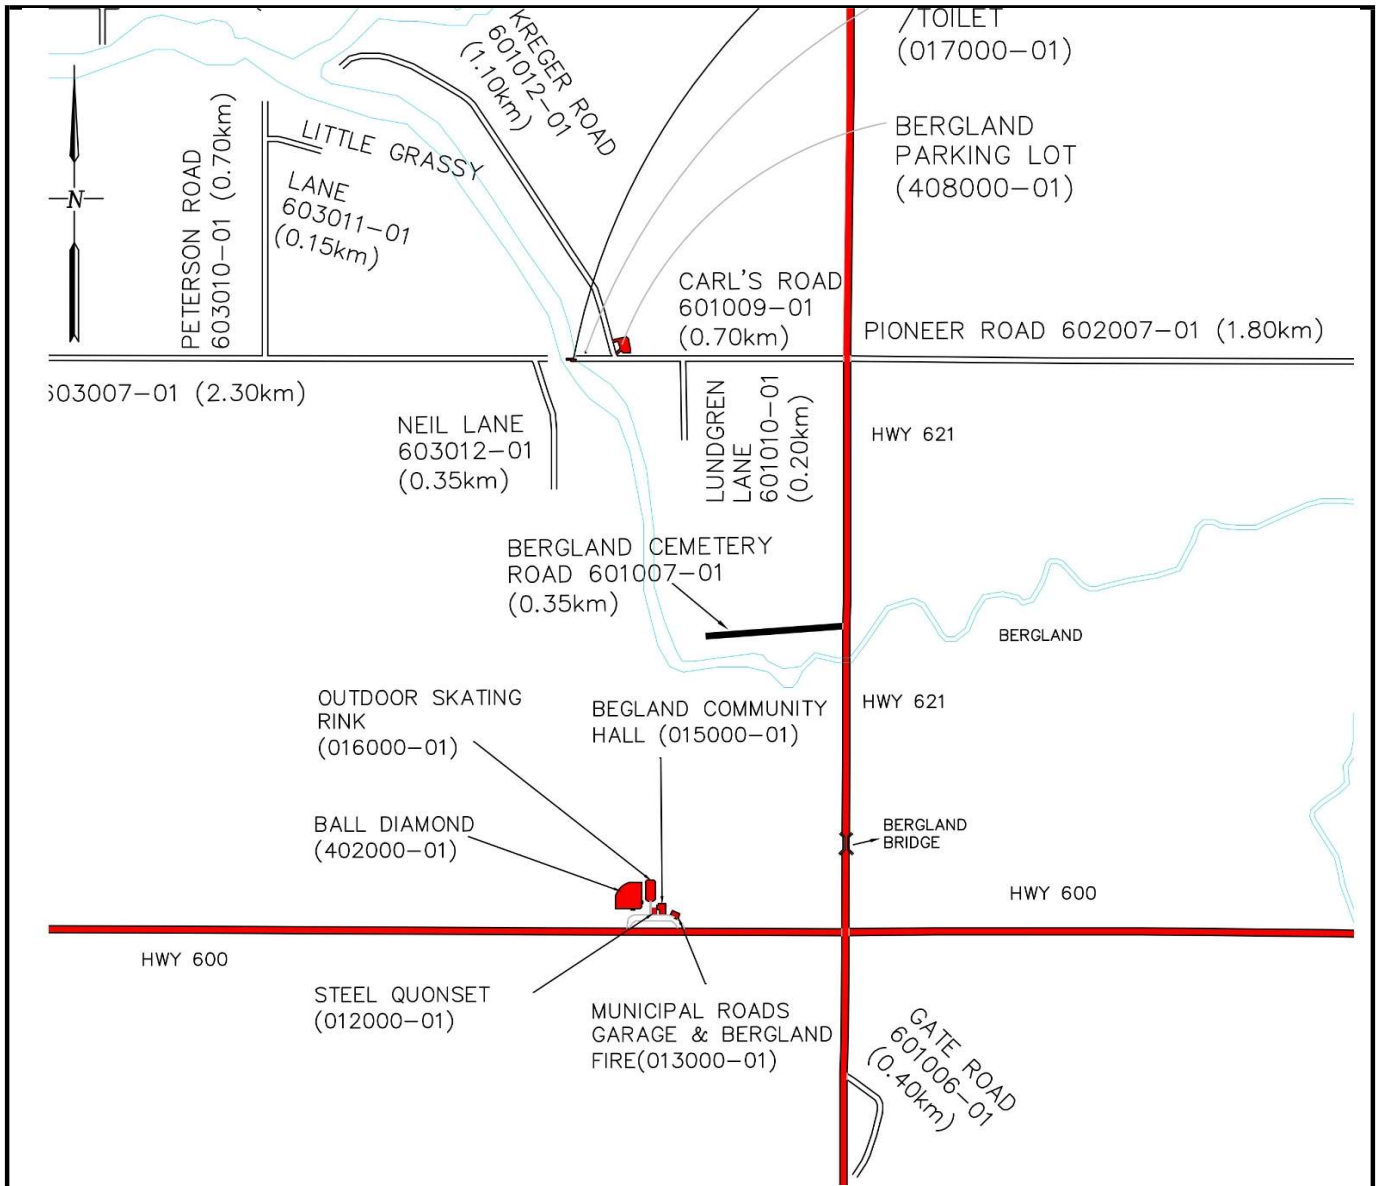 /TOILET
(017000-01)
KREGER ROAD
601012-01
(1.10km)
BERGLAND
PARKING LOT
(408000-01)
PETERSON ROAD
603010-01 (0.70km)
LITTLE GRASSY
LANE
603011-01
(0.15km)
N
CARL'S ROAD
601009-01
(0.70km)
PIONEER ROAD 602007-01 (1.80km)
603007-01 (2.30km)
NEIL LANE
603012-01
(0.35km)
LUNDGREN
LANE
601010-01
(0.20km)
HWY 621
BERGLAND CEMETERY
ROAD 601007-01
(0.35km)
BERGLAND
OUTDOOR SKATING
RINK
(016000-01)
BEGLAND COMMUNITY
HALL (015000-01)
HWY 621
BALL DIAMOND
(402000-01)
BERGLAND
BRIDGE
HWY 600
HWY 600
STEEL QUONSET
(012000-01)
MUNICIPAL ROADS
GARAGE & BERGLAND
FIRE(013000-01)
GATE ROAD
601006-01
(0.40km)